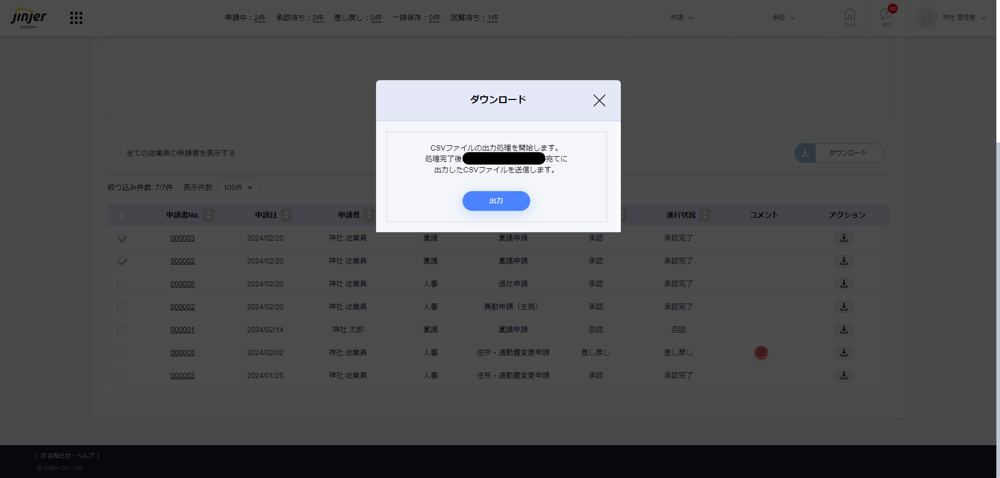 jinjer
ジンジャー
申請中：2件 承認待ち：2件 差し戻し：0件 一時保存：0件 回覧待ち：1件
申請
承認
ホーム
13
通知
神社 管理者
ダウンロード
CSVファイルの出力処理を開始します。
処理完了後 宛てに
出力したCSVファイルを送信します。
出力
全ての従業員の申請書を表示する
ダウンロード
絞り込み件数: 7/7件 表示件数 100件
申請書No. 申請日 申請者 進行状況 コメント アクション
000003 2024/02/20 神社 従業員 稟議 稟議申請 承認 承認完了
000002 2024/02/20 神社 従業員 稟議 稟議申請 承認 承認完了
000005 2024/02/20 神社 従業員 人事 退社申請 承認 承認完了
000002 2024/02/20 神社 従業員 人事 異動申請（主務） 承認 承認完了
000001 2024/02/14 神社 太郎 稟議 稟議申請 否認 否認
000005 2024/02/02 神社 従業員 人事 住所・通勤費変更申請 差し戻し 差し戻し
000003 2024/01/25 神社 従業員 人事 住所・通勤費変更申請 承認 承認完了
| お知らせ・ヘルプ |
© jinjer Co., Ltd.